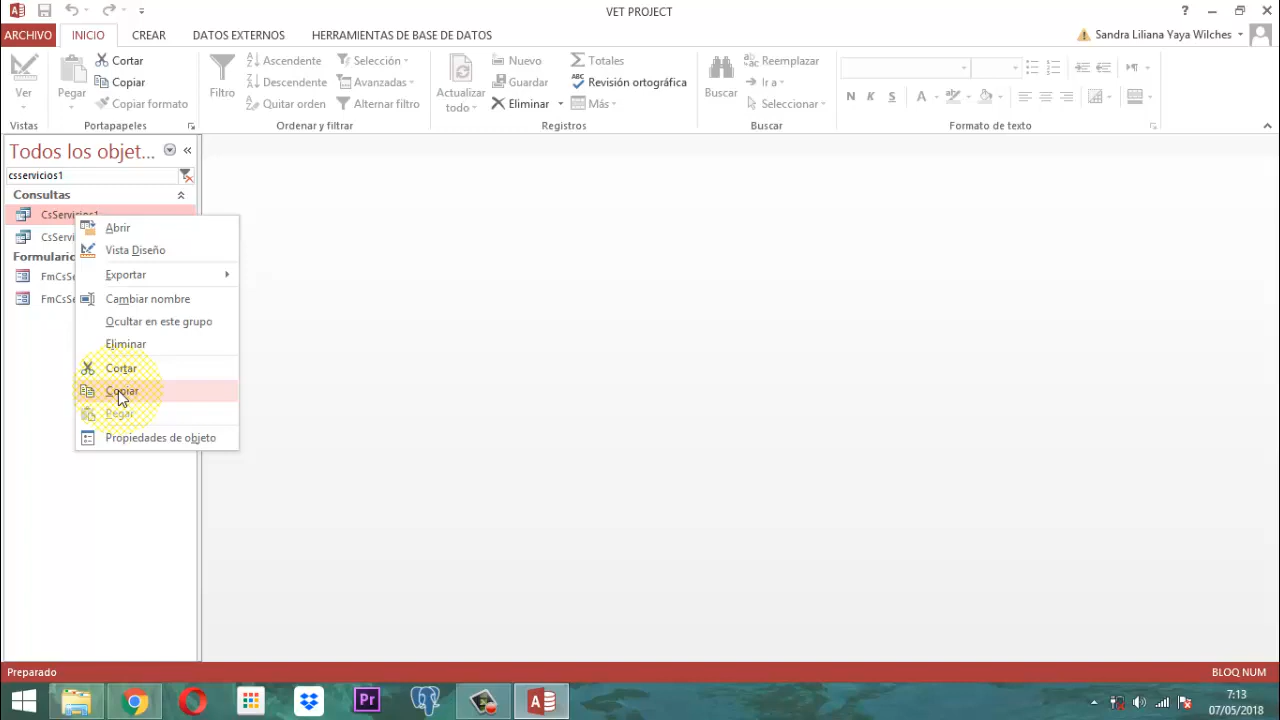 VET PROJECT
ARCHIVO INICIO CREAR DATOS EXTERNOS HERRAMIENTAS DE BASE DE DATOS
Sandra Liliana Yaya Wilches
Ver
Vistas
Pegar
Cortar
Copiar
Copiar formato
Portapapeles
Filtro
Ascendente
Descendente
Quitar orden
Selección
Avanzadas
Alternar filtro
Ordenar y filtrar
Actualizar
todo
Nuevo
Guardar
Eliminar
Totales
Revisión ortográfica
Más
Registros
Buscar
Reemplazar
Ir a
Seleccionar
Buscar
N K S
A
Formato de texto
Todos los objet...
csservicios1
Consultas
CsServicios1
CsServi
Formulario
FmCsSe
FmCsSe
Abrir
Vista Diseño
Exportar
Cambiar nombre
Ocultar en este grupo
Eliminar
Cortar
Copiar
Pegar
Propiedades de objeto
Preparado
BLOQ NUM
Pr
A
7:13
07/05/2018